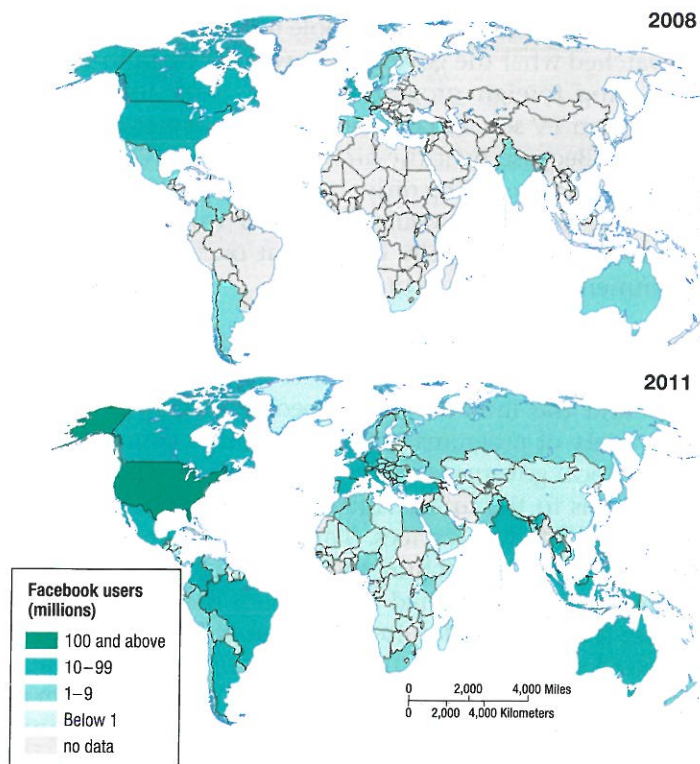 2008
2011
Facebook users
(millions)
100 and above
10–99
1–9
Below 1
no data
0 2,000 4,000 Miles
0 2,000 4,000 Kilometers